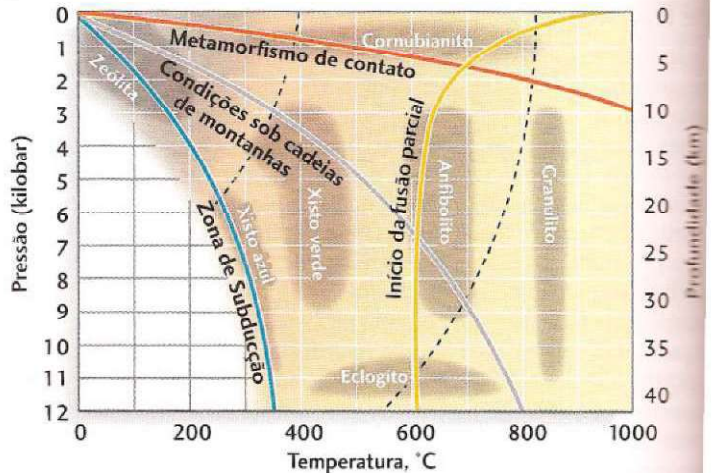 0
1
2
3
4
5
6
7
8
9
10
11
12
Pressão (kilobar)
0
5
10
15
20
25
30
35
40
Profundidade (km)
0
200
400
600
800
1000
Temperatura, °C
Cornubianito
Metamorfismo de contato
Zeólita
Condições sob cadeias
de montanhas
Xisto azul
Zona de Subducção
Xisto verde
Início da fusão parcial
Anfibolito
Granulito
Eclogito